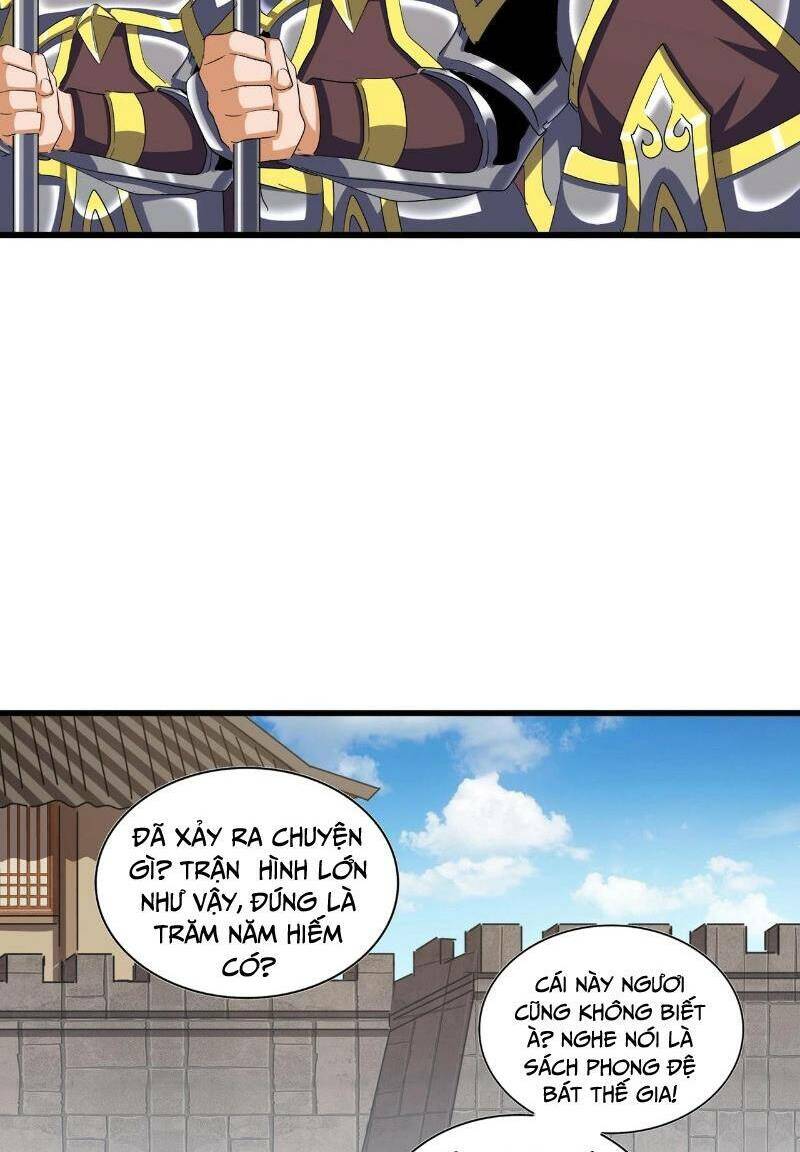 ĐÃ XẢY RA CHUYỆN
GÌ? TRẬN HÌNH LỚN
NHƯ VẬY, ĐÚNG LÀ
TRĂM NĂM HIẾM
CÓ?
CÁI NÀY NGƯƠI
CŨNG KHÔNG BIẾT
À? NGHE NÓI LÀ
SÁCH PHONG ĐỆ
BÁT THẾ GIA!